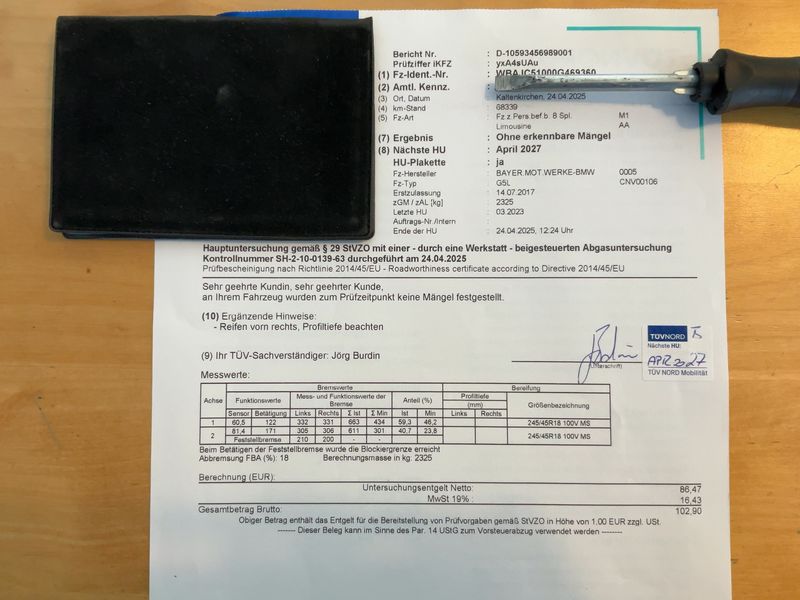 Bericht Nr. : D-10593456989001
Prüfziffer iKFZ : yxA4sUAu
(1) Fz-Ident.-Nr. :
(2) Amtl. Kennz. :
(3) Ort, Datum : Kaltenkirchen, 24.04.2025
(4) km-Stand : 68339
(5) Fz-Art : Fz.z.Pers.bef.b. 8 Spl. M1
Limousine AA
(7) Ergebnis : Ohne erkennbare Mängel
(8) Nächste HU : April 2027
HU-Plakette : ja
Fz-Hersteller : BAYER.MOT.WERKE-BMW 0005
Fz-Typ : G5L CNV00106
Erstzulassung : 14.07.2017
zGM / zAL [kg] : 2325
Letzte HU : 03.2023
Auftrags-Nr./Intern :
Ende der HU : 24.04.2025, 12:24 Uhr
Hauptuntersuchung gemäß § 29 StVZO mit einer - durch eine Werkstatt - beigesteuerten Abgasuntersuchung
Kontrollnummer SH-2-10-0139-63 durchgeführt am 24.04.2025
Prüfbescheinigung nach Richtlinie 2014/45/EU - Roadworthiness certificate according to Directive 2014/45/EU
Sehr geehrte Kundin, sehr geehrter Kunde,
an Ihrem Fahrzeug wurden zum Prüfzeitpunkt keine Mängel festgestellt.
(10) Ergänzende Hinweise:
- Reifen vorn rechts, Profiltiefe beachten
(9) Ihr TÜV-Sachverständiger: Jörg Burdin
(Unterschrift)
TÜVNORD
Nächste HU:
APR 2027
TÜV NORD Mobilität
Messwerte:
Achse Bremswerte Bereifung
Funktionswerte Mess- und Funktionswerte der Bremse Anteil (%) Profiltiefe (mm) Größenbezeichnung
Sensor Betätigung Links Rechts Σ Ist Σ Min Ist Min Links Rechts
1 60,5 122 332 331 663 434 59,3 46,2 245/45R18 100V MS
2 81,4 171 305 306 611 301 40,7 23,8 245/45R18 100V MS
Feststellbremse 210 200 - -
Beim Betätigen der Feststellbremse wurde die Blockiergrenze erreicht
Abbremsung FBA (%): 18 Berechnungsmasse in kg: 2325
Berechnung (EUR):
Untersuchungsentgelt Netto: 86,47
MwSt 19% : 16,43
Gesamtbetrag Brutto: 102,90
Obiger Betrag enthält das Entgelt für die Bereitstellung von Prüfvorgaben gemäß StVZO in Höhe von 1,00 EUR zzgl. USt.
------- Dieser Beleg kann im Sinne des Par. 14 UStG zum Vorsteuerabzug verwendet werden -------